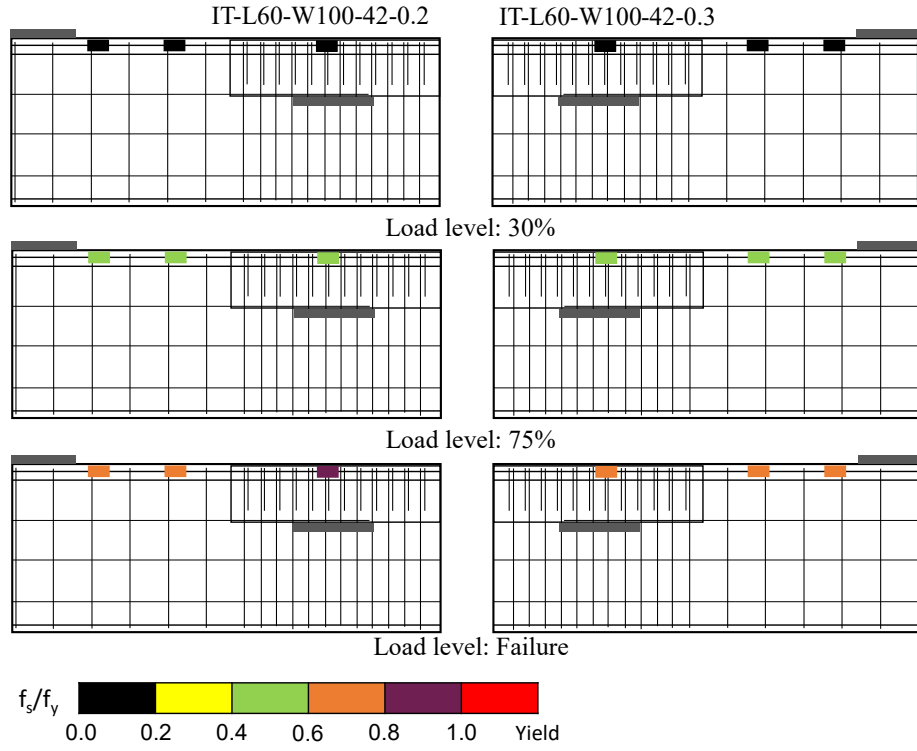 IT-L60-W100-42-0.2 IT-L60-W100-42-0.3
Load level: 30%
Load level: 75%
Load level: Failure
fs/fy
0.0 0.2 0.4 0.6 0.8 1.0 Yield